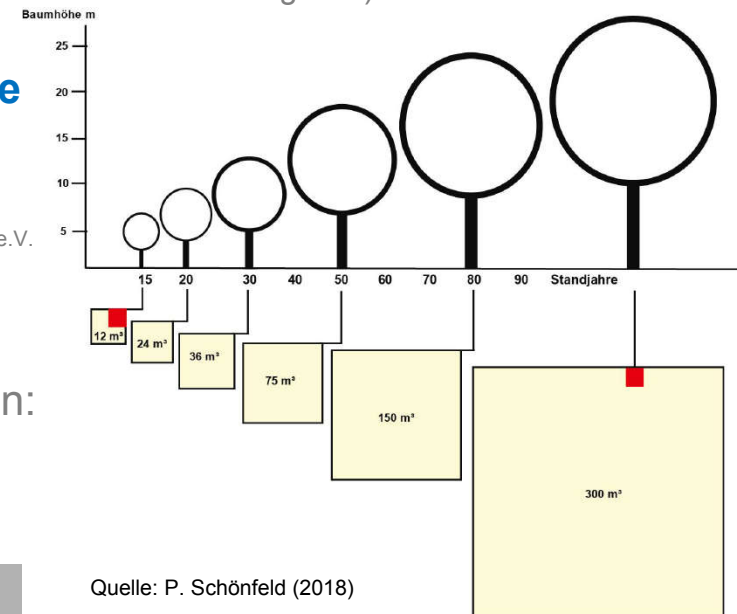 Baumhöhe m
25
20
15
10
5
e
e.V.
n:
15 20 30 40 50 60 70 80 90 Standjahre
12 m³
24 m³
36 m³
75 m³
150 m³
300 m³
Quelle: P. Schönfeld (2018)